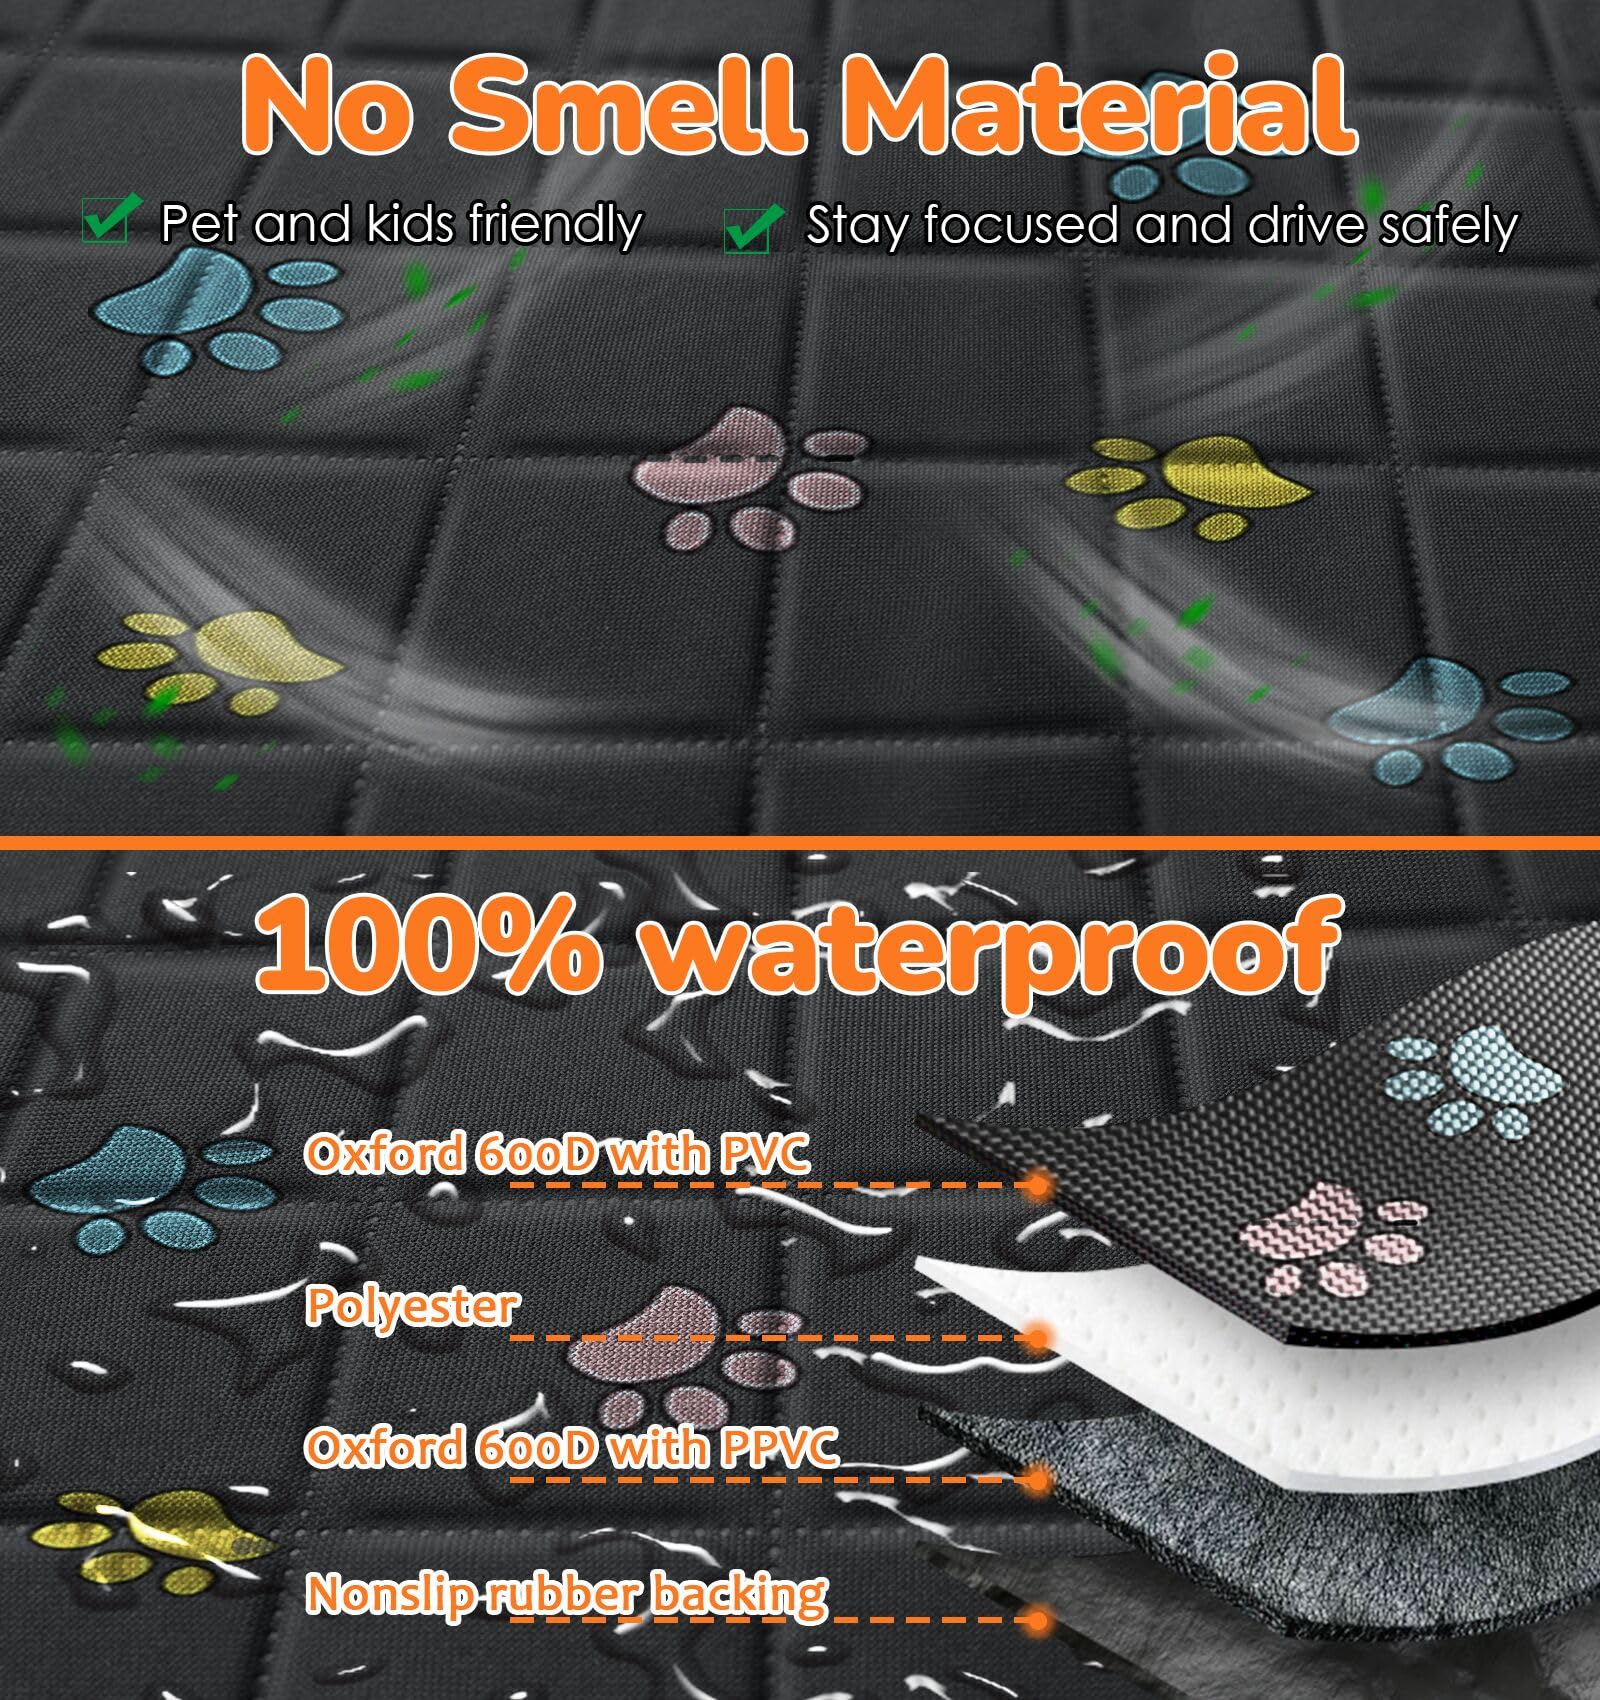 No Smell Material
Pet and kids friendly
Stay focused and drive safely
100% waterproof
Oxford 600D with PVC
Polyester
Oxford 600D with PPVC
Nonslip rubber backing